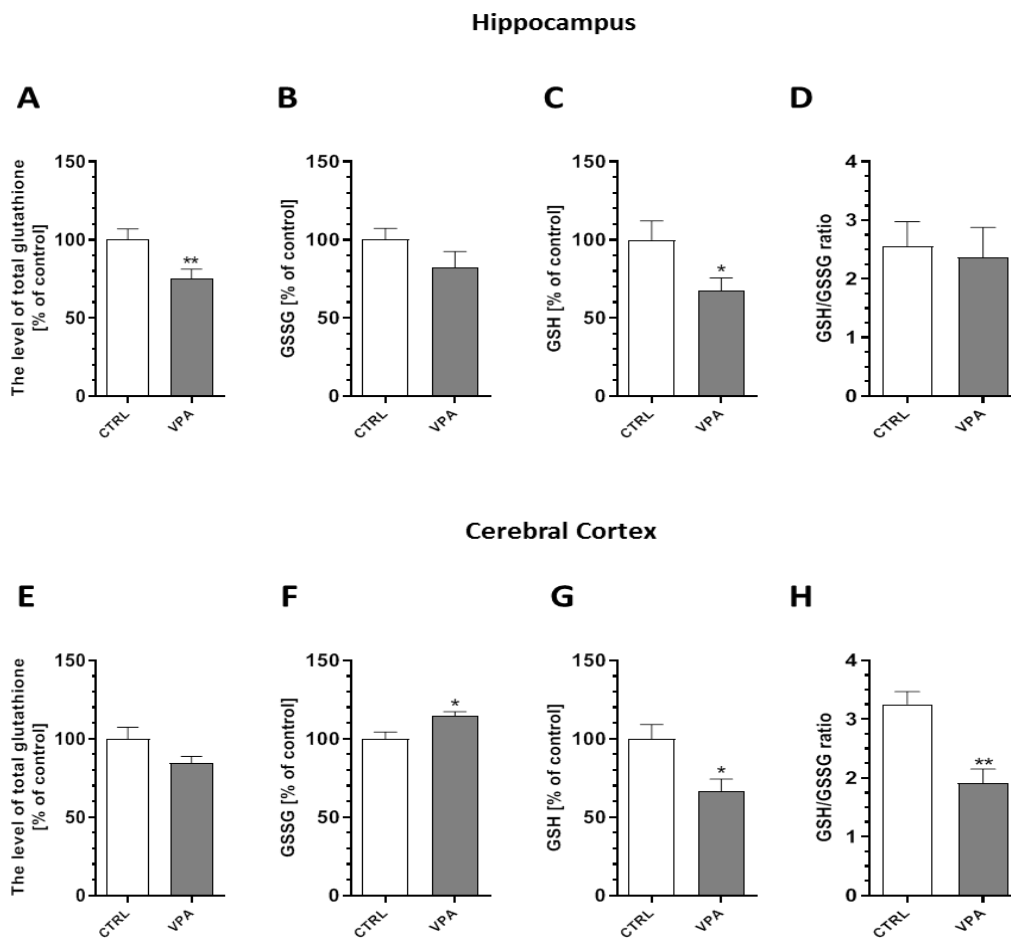 Hippocampus
A
B
C
D
The level of total glutathione
[% of control]
150
100
50
0
**
CTRL
VPA
GSSG [% of control]
150
100
50
0
CTRL
VPA
GSH [% of control]
150
100
50
0
*
CTRL
VPA
GSH/GSSG ratio
4
3
2
1
0
CTRL
VPA
Cerebral Cortex
E
F
G
H
The level of total glutathione
[% of control]
150
100
50
0
CTRL
VPA
GSSG [% of control]
150
100
50
0
*
CTRL
VPA
GSH [% of control]
150
100
50
0
*
CTRL
VPA
GSH/GSSG ratio
4
3
2
1
0
**
CTRL
VPA